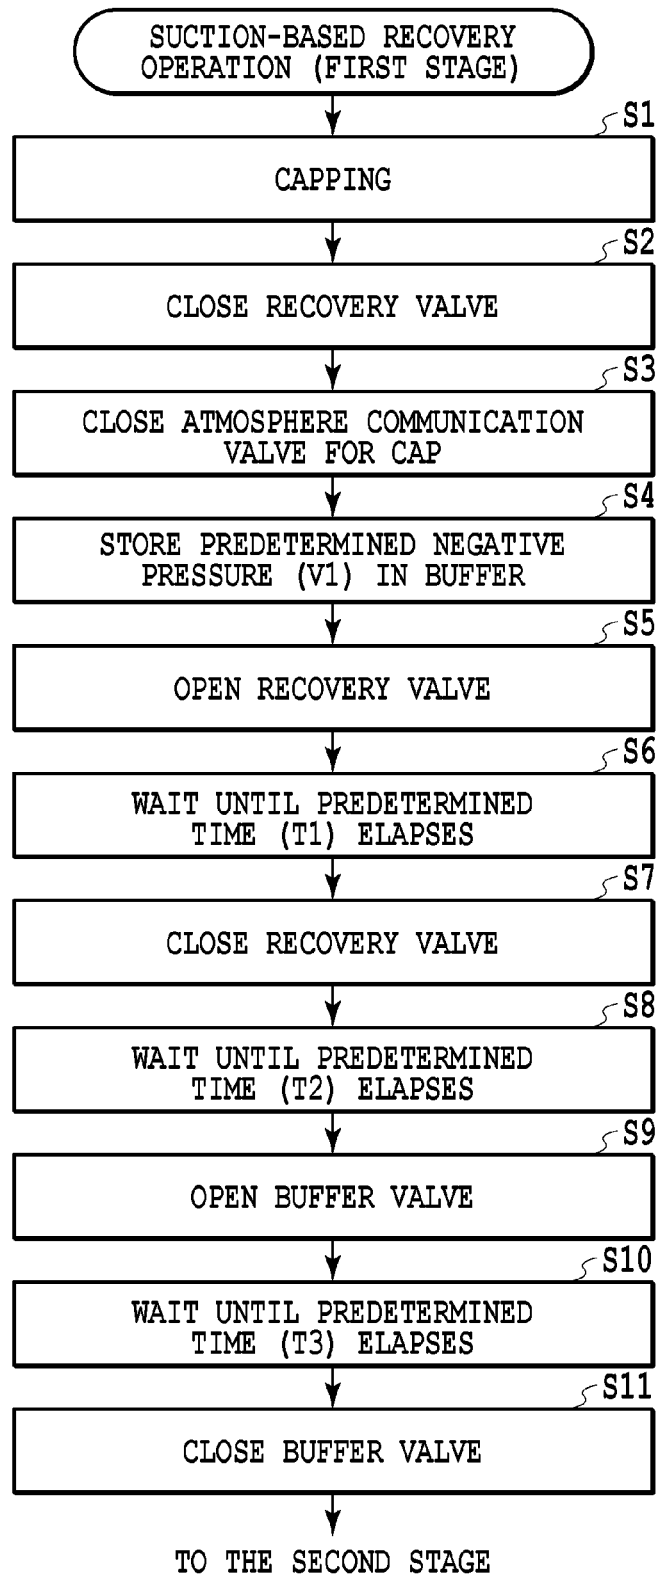 SUCTION-BASED RECOVERY
OPERATION (FIRST STAGE)
S1
CAPPING
S2
CLOSE RECOVERY VALVE
S3
CLOSE ATMOSPHERE COMMUNICATION
VALVE FOR CAP
S4
STORE PREDETERMINED NEGATIVE
PRESSURE (V1) IN BUFFER
S5
OPEN RECOVERY VALVE
S6
WAIT UNTIL PREDETERMINED
TIME (T1) ELAPSES
S7
CLOSE RECOVERY VALVE
S8
WAIT UNTIL PREDETERMINED
TIME (T2) ELAPSES
S9
OPEN BUFFER VALVE
S10
WAIT UNTIL PREDETERMINED
TIME (T3) ELAPSES
S11
CLOSE BUFFER VALVE
TO THE SECOND STAGE